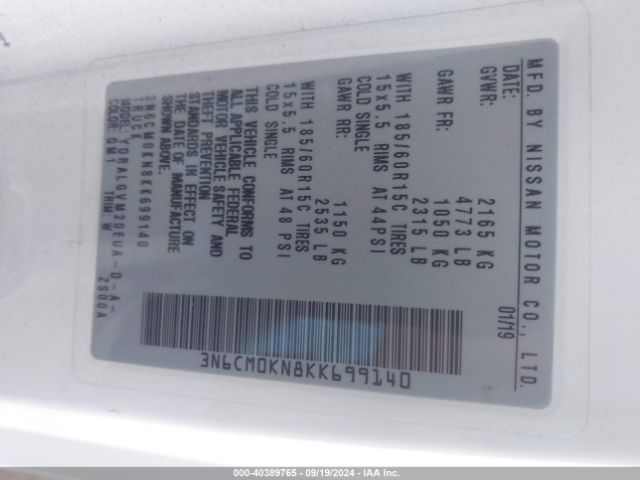 MFD. BY NISSAN MOTOR CO., LTD.
DATE: 01/19
GVWR: 2165 KG
4773 LB
GAWR FR: 1050 KG
2315 LB
WITH 185/60R15C TIRES
15x5.5 RIMS AT 44PSI
COLD SINGLE
GAWR RR: 1150 KG
2535 LB
WITH 185/60R15C TIRES
15x5.5 RIMS AT 48 PSI
COLD SINGLE
THIS VEHICLE CONFORMS TO
ALL APPLICABLE FEDERAL
MOTOR VEHICLE SAFETY AND
THEFT PREVENTION
STANDARDS IN EFFECT ON
THE DATE OF MANUFACTURE
SHOWN ABOVE.
3N6CM0KN8KK699140
TRUCK
MODEL: YDRALGVM20EUA-D-A-
2S00A
COLOR: QM1 TRIM: W
3N6CM0KN8KK699140
000-40389765 - 09/19/2024 - IAA Inc.